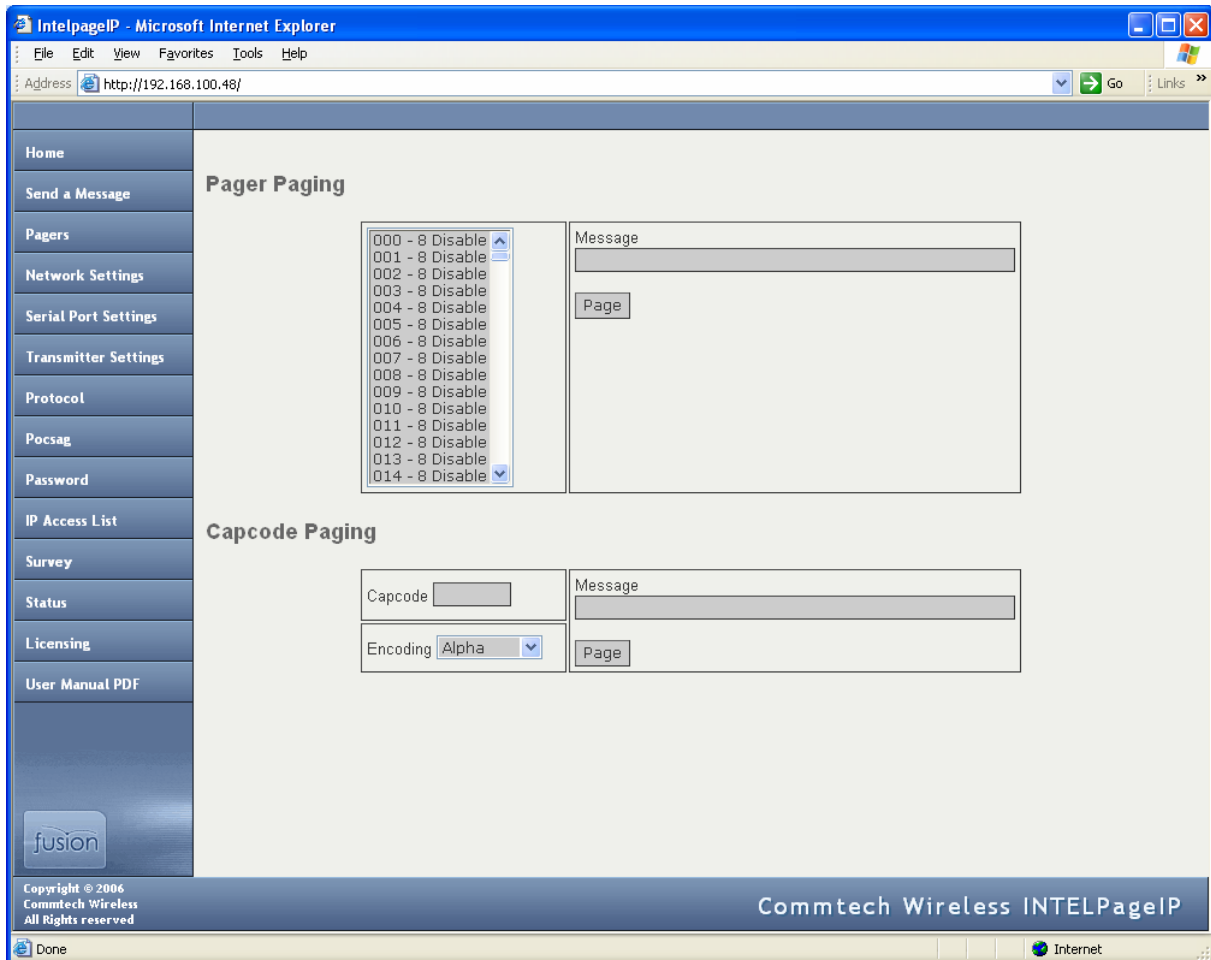 IntelpageIP - Microsoft Internet Explorer
File Edit View Favorites Tools Help
Address http://192.168.100.48/ Go Links »
Home
Send a Message
Pagers
Network Settings
Serial Port Settings
Transmitter Settings
Protocol
Pocsag
Password
IP Access List
Survey
Status
Licensing
User Manual PDF
fusion
Copyright © 2006
Commtech Wireless
All Rights reserved
Pager Paging
000 - 8 Disable
001 - 8 Disable
002 - 8 Disable
003 - 8 Disable
004 - 8 Disable
005 - 8 Disable
006 - 8 Disable
007 - 8 Disable
008 - 8 Disable
009 - 8 Disable
010 - 8 Disable
011 - 8 Disable
012 - 8 Disable
013 - 8 Disable
014 - 8 Disable
Message
Page
Capcode Paging
Capcode
Encoding Alpha
Message
Page
Commtech Wireless INTELPageIP
Done Internet